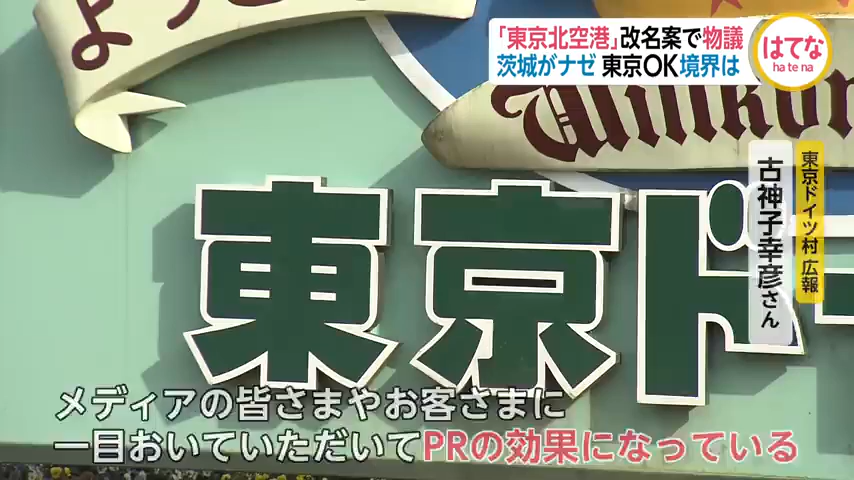 ようこ
「東京北空港」改名案で物議
茨城がナゼ 東京OK境界は
はてな
hatena
Willkom
東京ド
東京ドイツ村 広報
古神子幸彦さん
メディアの皆さまやお客さまに
一目おいていただいてPRの効果になっている